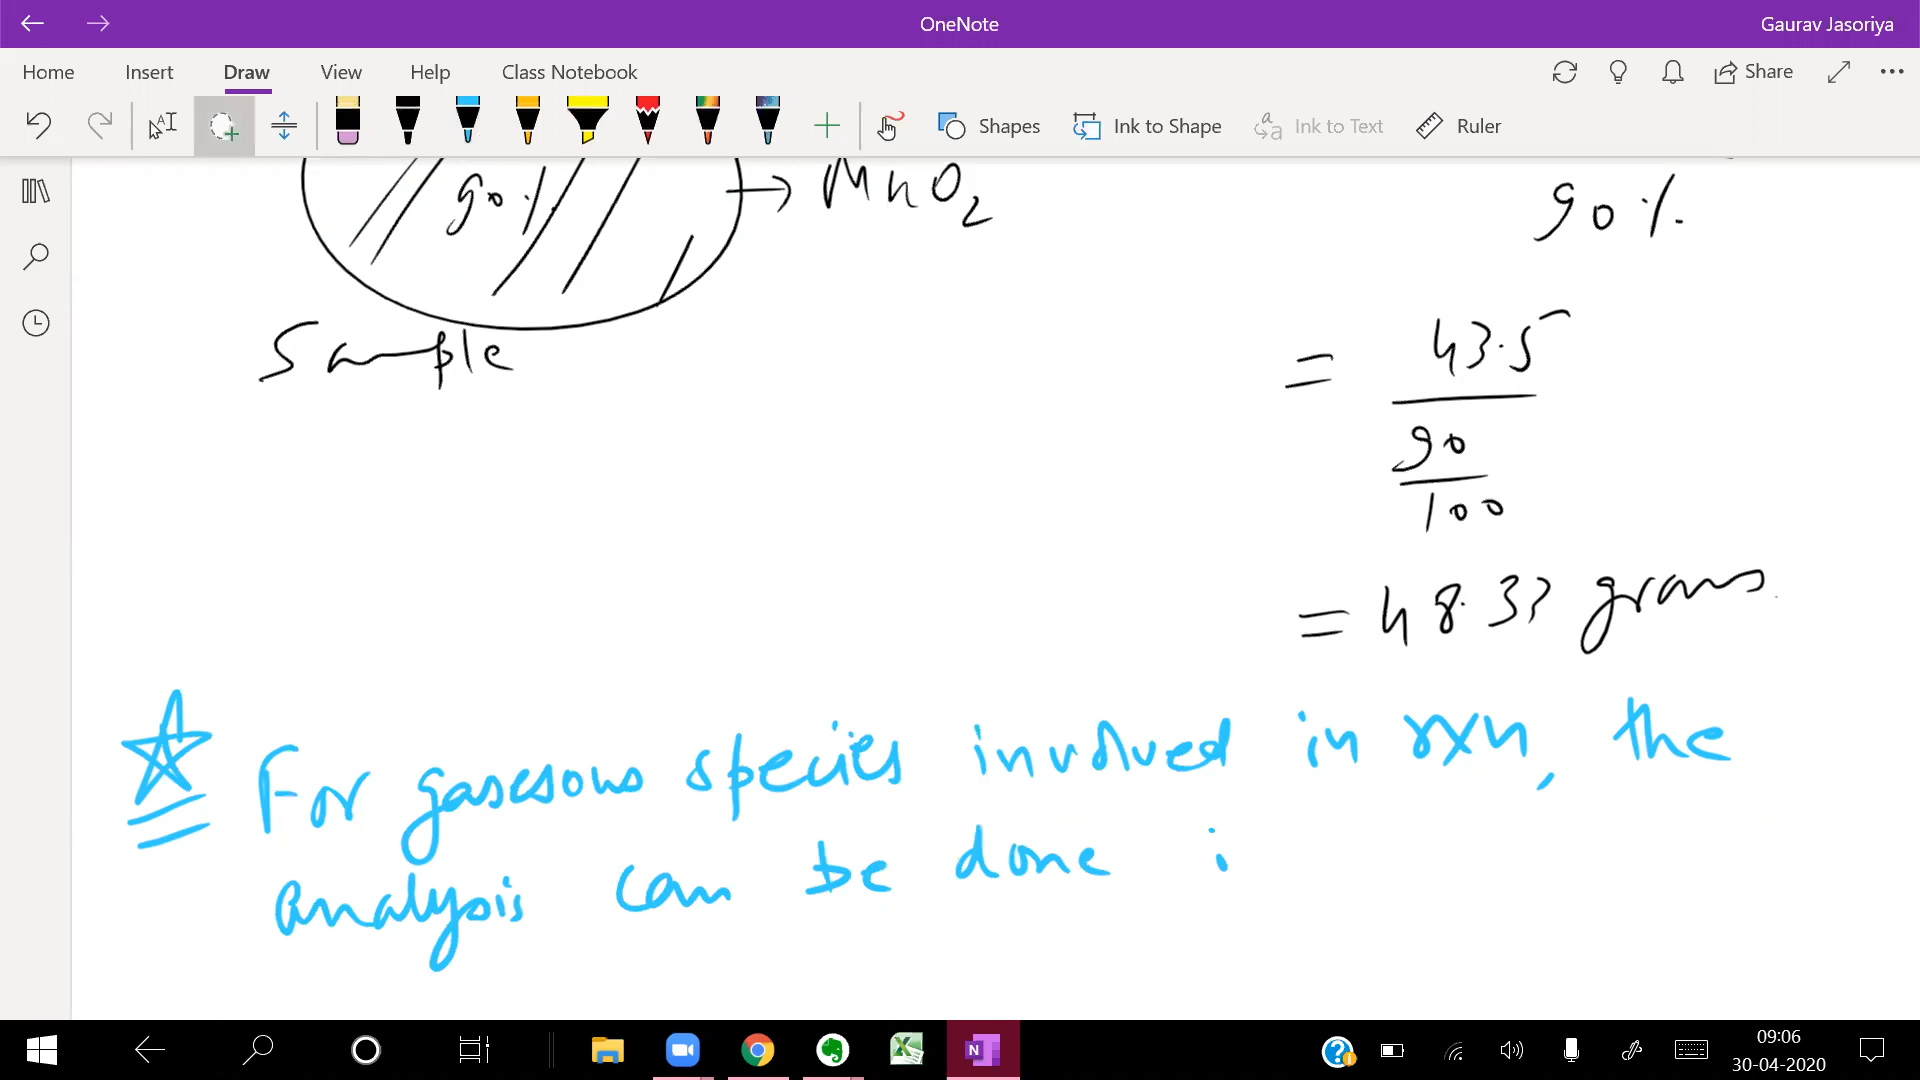 OneNote
Gaurav Jasoriya
Home Insert Draw View Help Class Notebook Share
Shapes Ink to Shape Ink to Text Ruler
90% → MnO2
90%
Sample
= 43.5
90
100
= 48.33 grams.
For gasesous species involved in rxn, the
analysis can be done i
09:06
30-04-2020